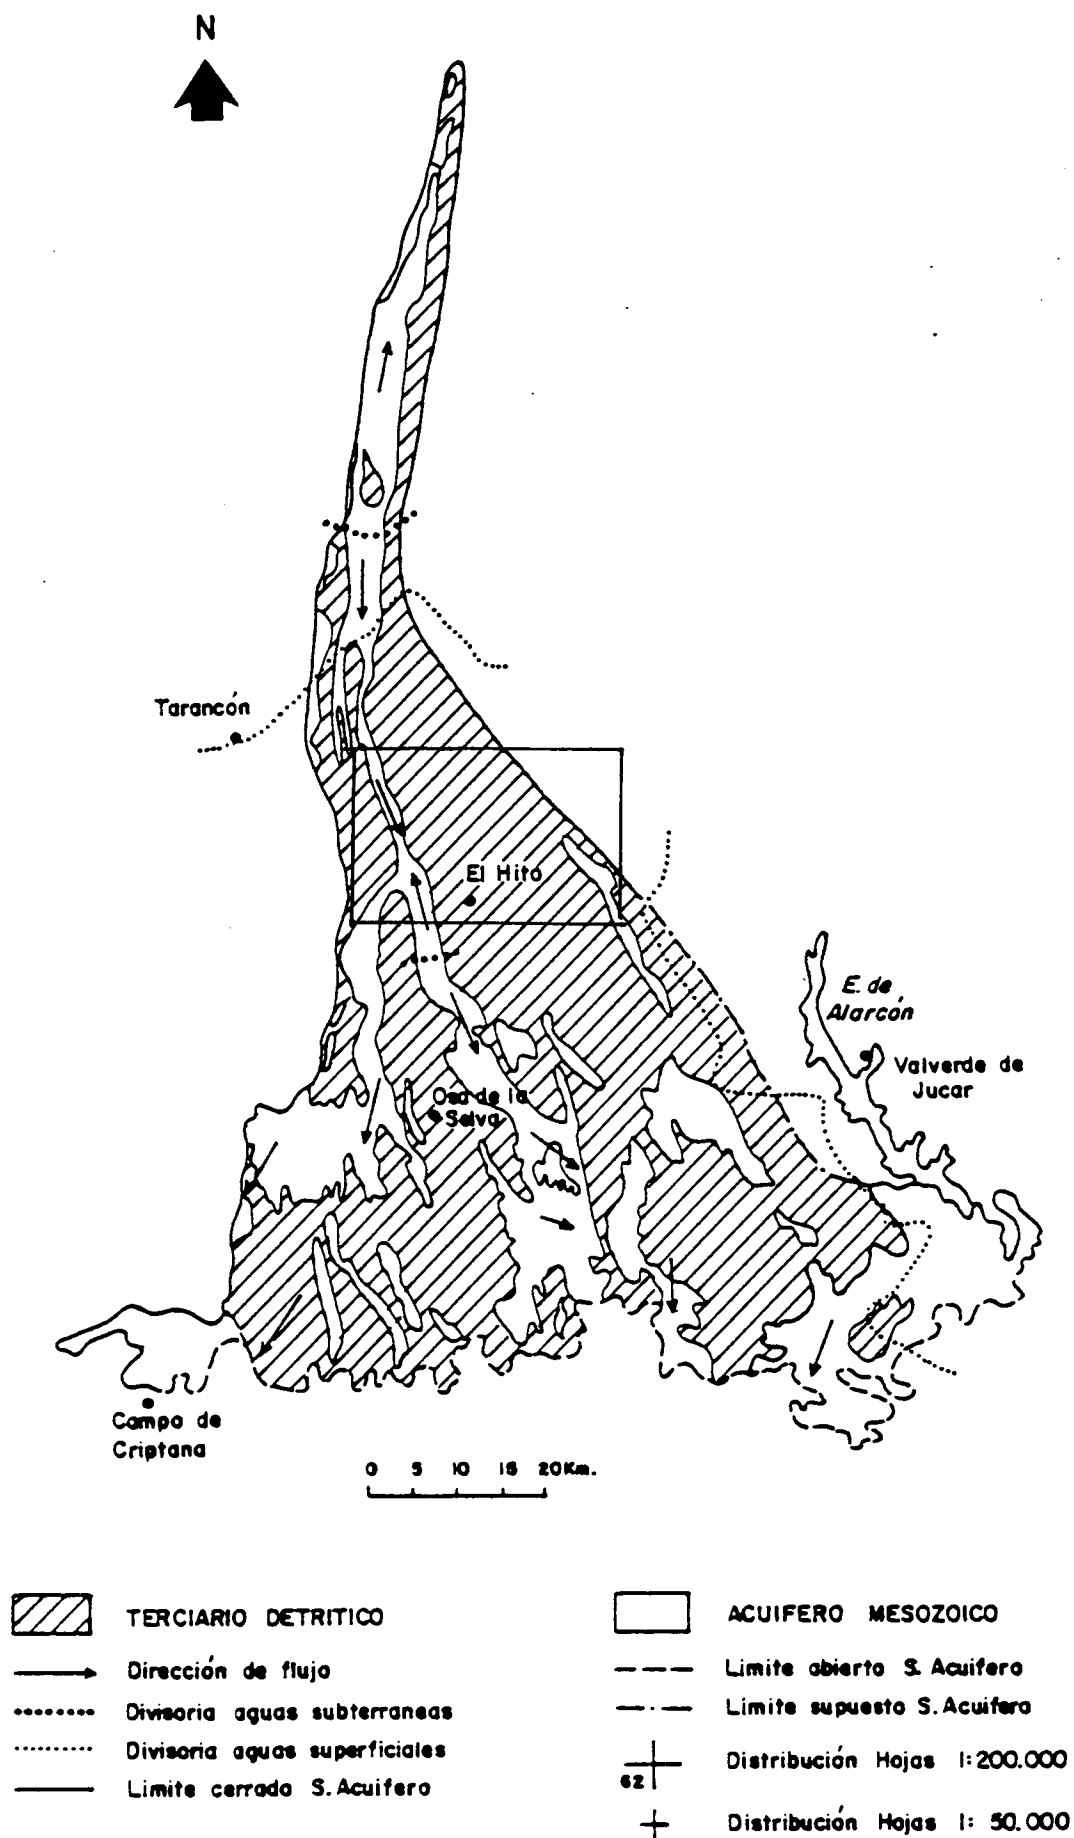 N
Tarancón
El Hito
E. de
Alarcón
Valverde de
Jucar
Osa de la
Selva
Campo de
Criptana
0 5 10 15 20Km.
TERCIARIO DETRITICO
Dirección de flujo
Divisoria aguas subterraneas
Divisoria aguas superficiales
Limite cerrado S. Acuifero
ACUIFERO MESOZOICO
Limite abierto S. Acuifero
Limite supuesto S. Acuifero
Distribución Hojas 1:200.000
62
Distribución Hojas 1: 50.000